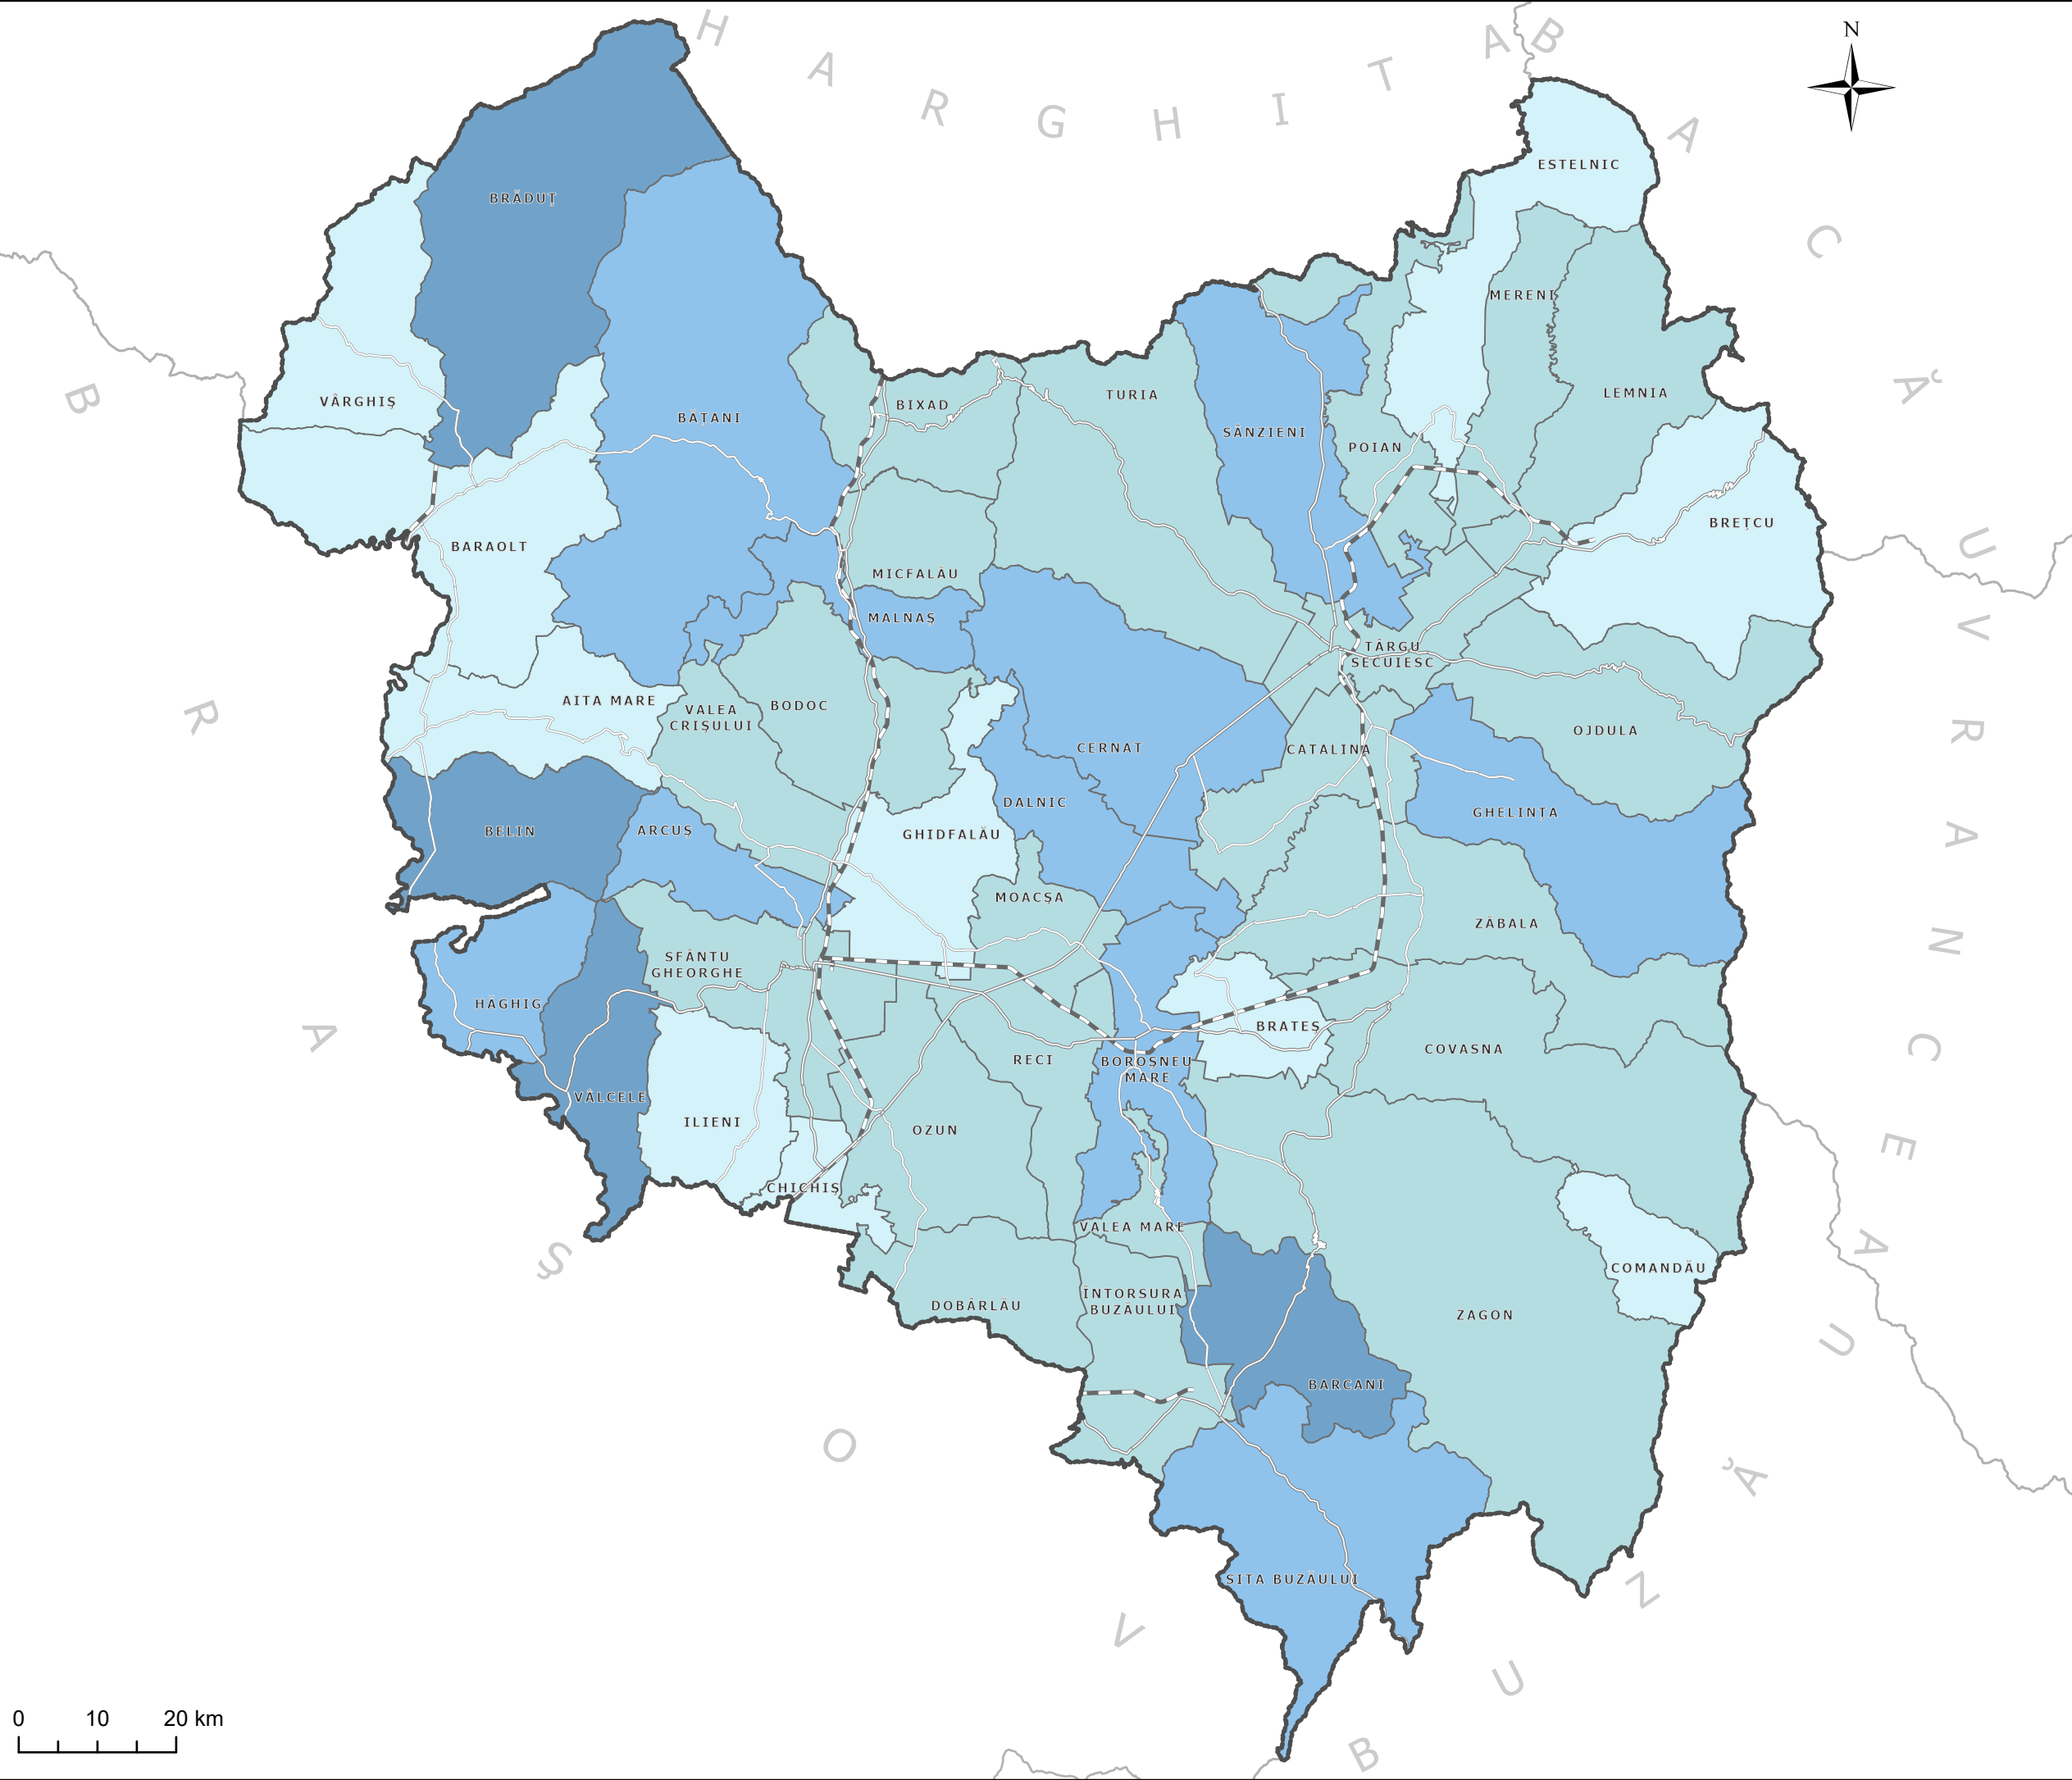 HARGHITA
BACĂU
VRANCEA
BUZĂU
BRAȘOV
N
ESTELNIC
BRĂDUȚ
MERENI
LEMNIA
TURIA
VÂRGHIȘ
BIXAD
BĂȚANI
SÂNZIENI
POIAN
BREȚCU
BARAOLT
MICFALĂU
MALNAȘ
TÂRGU
SECUIESC
AITA MARE
VALEA
CRIȘULUI
BODOC
OJDULA
CERNAT
CATALINA
DALNIC
GHELINȚA
BELIN
ARCUȘ
GHIDFALĂU
MOACȘA
ZĂBALA
SFÂNTU
GHEORGHE
HĂGHIG
BRATEȘ
COVASNA
RECI
BOROȘNEU
MARE
VÂLCELE
ILIENI
OZUN
CHICHIȘ
VALEA MARE
COMANDĂU
ÎNTORSURA
BUZĂULUI
DOBÂRLĂU
ZAGON
BARCANI
SITA BUZĂULUI
0 10 20 km